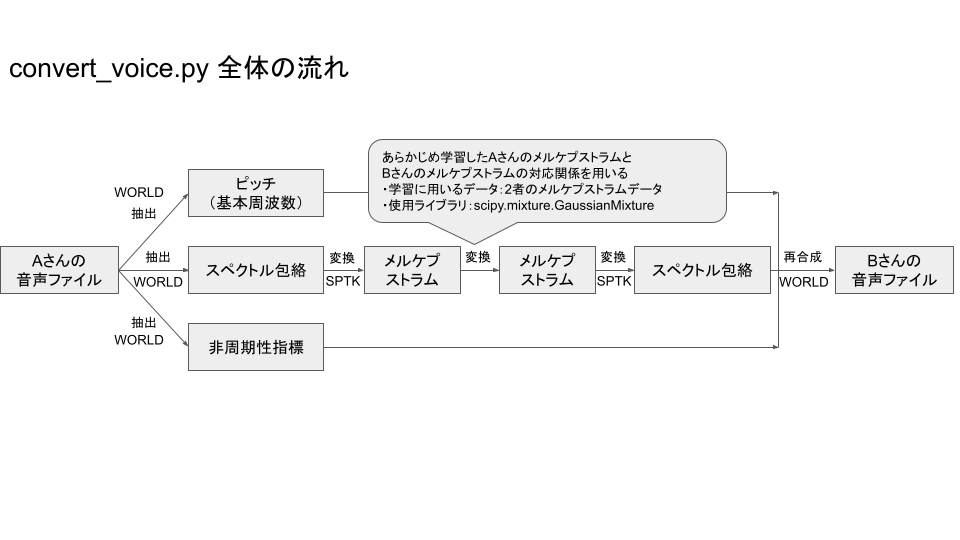 convert_voice.py 全体の流れ
あらかじめ学習したAさんのメルケプストラムと
Bさんのメルケプストラムの対応関係を用いる
・学習に用いるデータ：2者のメルケプストラムデータ
・使用ライブラリ：scipy.mixture.GaussianMixture
WORLD
抽出
ピッチ
（基本周波数）
Aさんの
音声ファイル
抽出
WORLD
スペクトル包絡
変換
SPTK
メルケプ
ストラム
変換
メルケプ
ストラム
変換
SPTK
スペクトル包絡
再合成
WORLD
Bさんの
音声ファイル
抽出
WORLD
非周期性指標